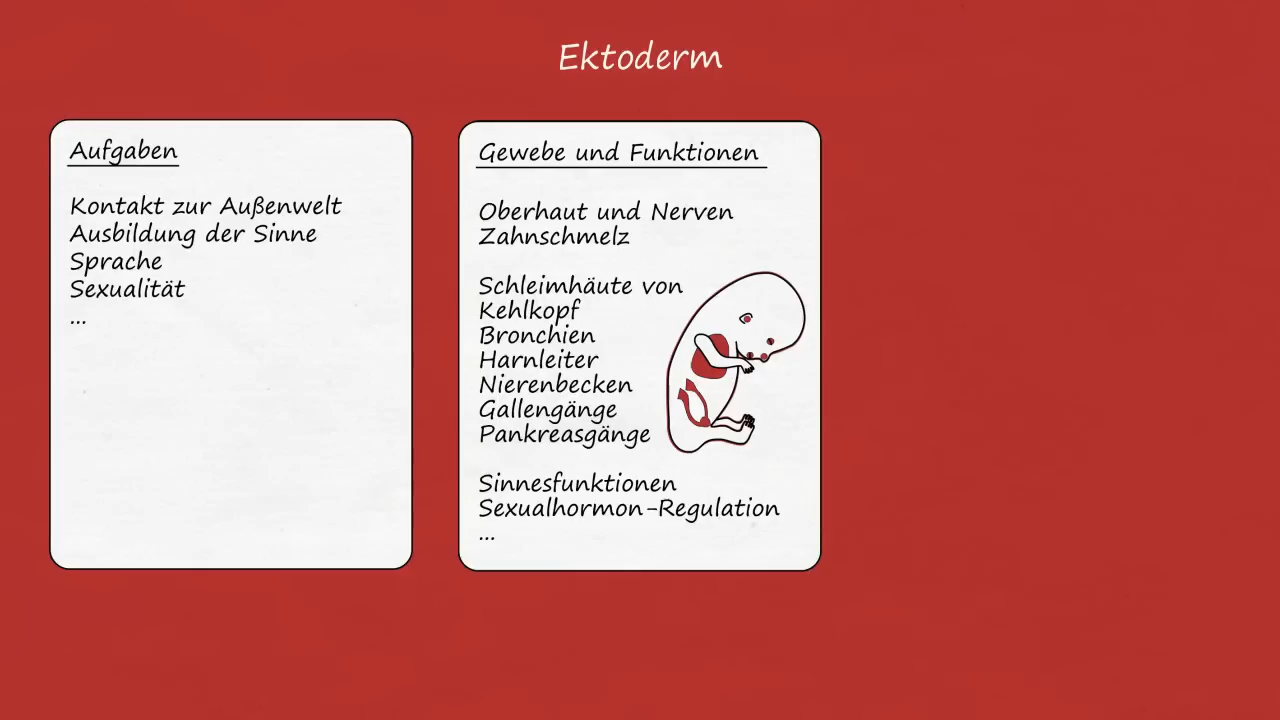 Ektoderm
Aufgaben
Kontakt zur Außenwelt
Ausbildung der Sinne
Sprache
Sexualität
...
Gewebe und Funktionen
Oberhaut und Nerven
Zahnschmelz
Schleimhäute von
Kehlkopf
Bronchien
Harnleiter
Nierenbecken
Gallengänge
Pankreasgänge
Sinnesfunktionen
Sexualhormon-Regulation
...